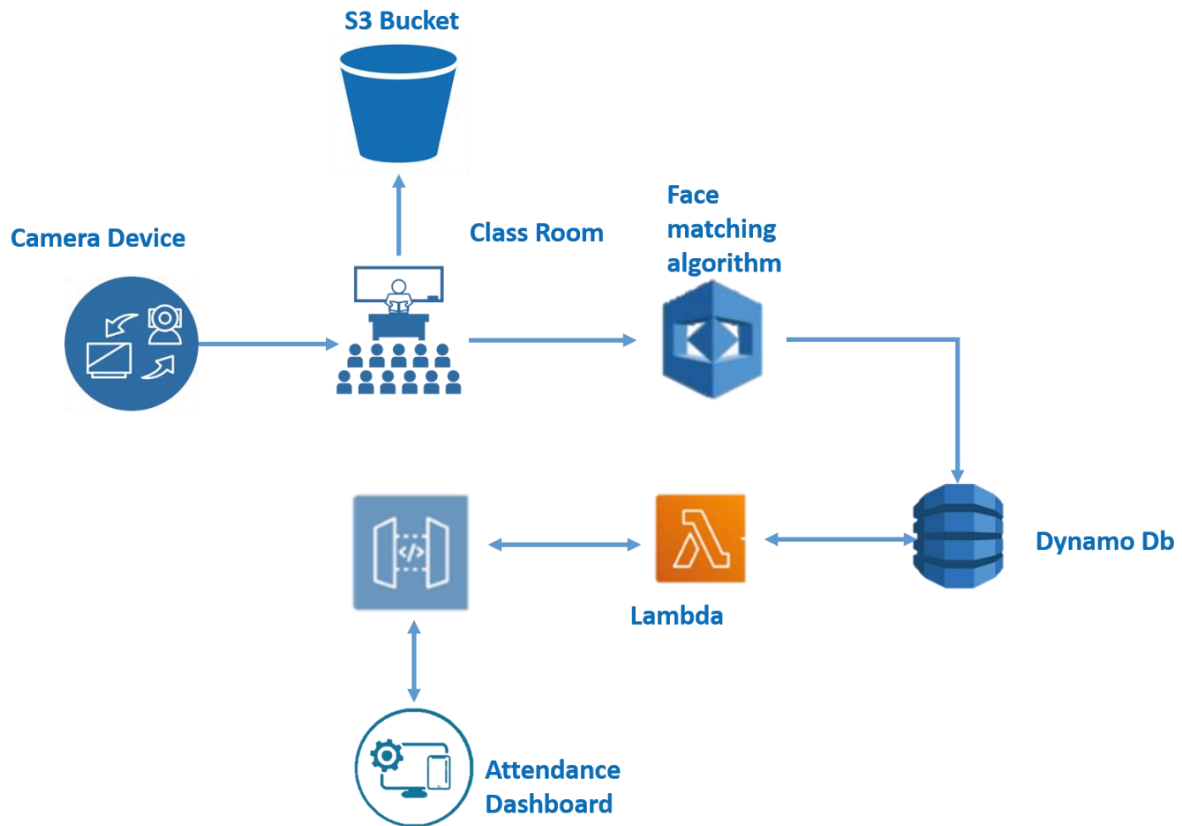 S3 Bucket
Camera Device
Class Room
Face
matching
algorithm
</>
Lambda
Dynamo Db
Attendance
Dashboard